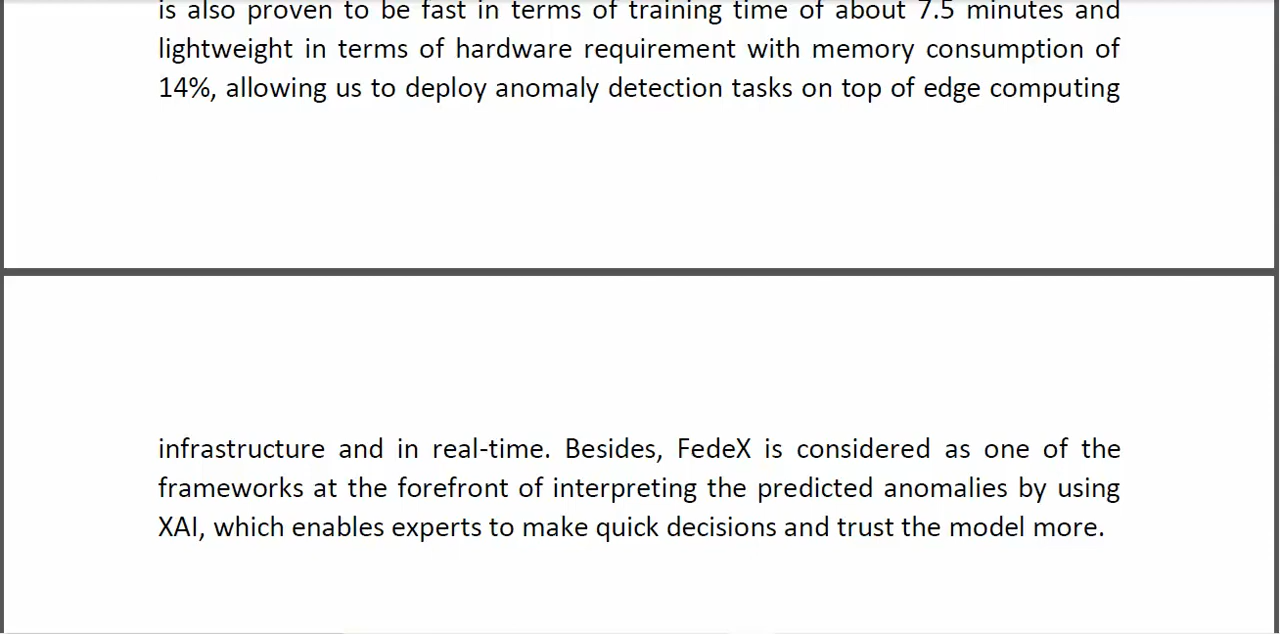 is also proven to be fast in terms of training time of about 7.5 minutes and
lightweight in terms of hardware requirement with memory consumption of
14%, allowing us to deploy anomaly detection tasks on top of edge computing
infrastructure and in real-time. Besides, FedeX is considered as one of the
frameworks at the forefront of interpreting the predicted anomalies by using
XAI, which enables experts to make quick decisions and trust the model more.